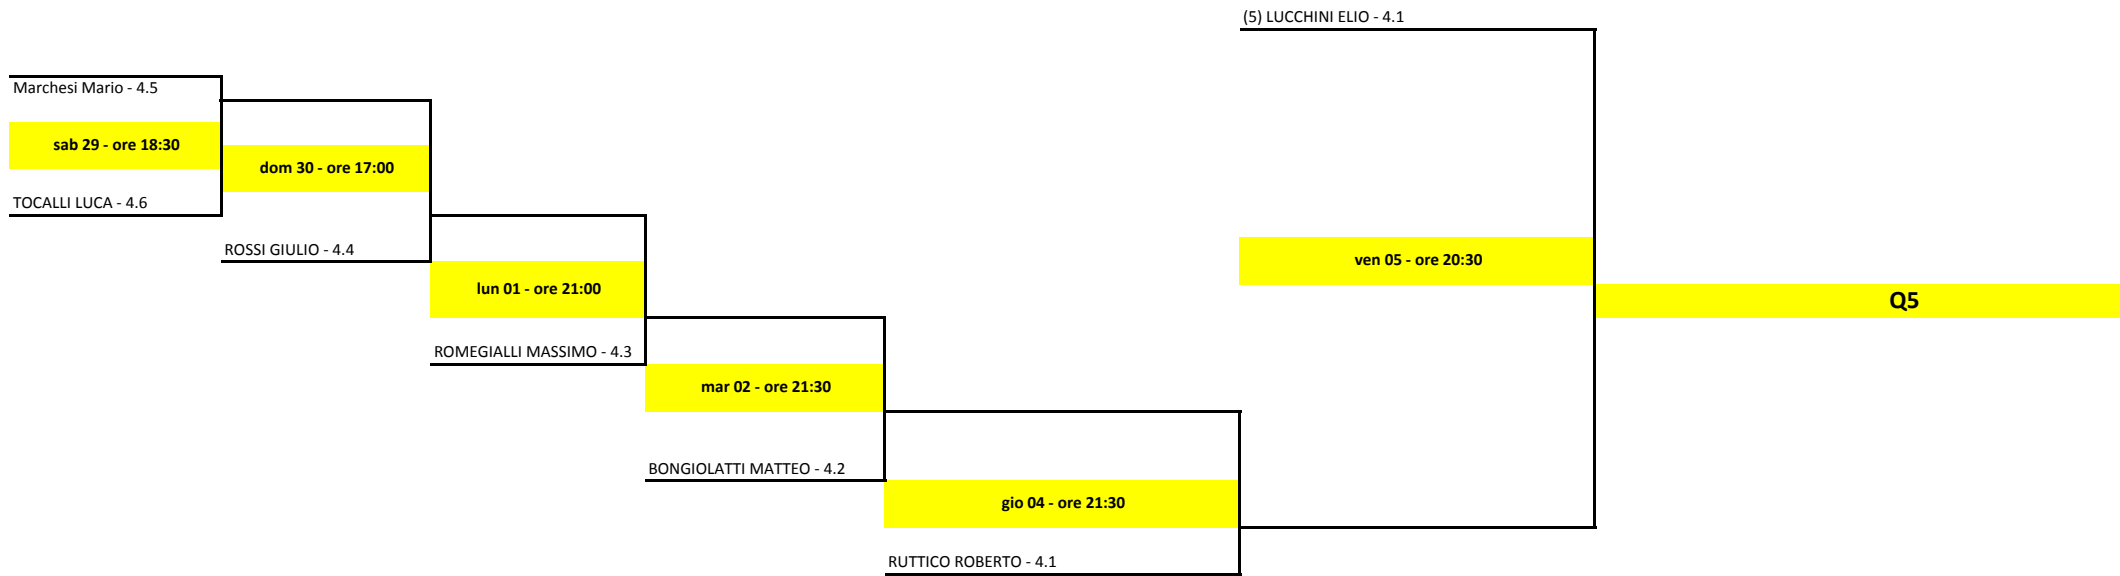 (5) LUCCHINI ELIO - 4.1
Marchesi Mario - 4.5
sab 29 - ore 18:30
dom 30 - ore 17:00
TOCALLI LUCA - 4.6
ROSSI GIULIO - 4.4
ven 05 - ore 20:30
lun 01 - ore 21:00
Q5
ROMEGIALLI MASSIMO - 4.3
mar 02 - ore 21:30
BONGIOLATTI MATTEO - 4.2
gio 04 - ore 21:30
RUTTICO ROBERTO - 4.1